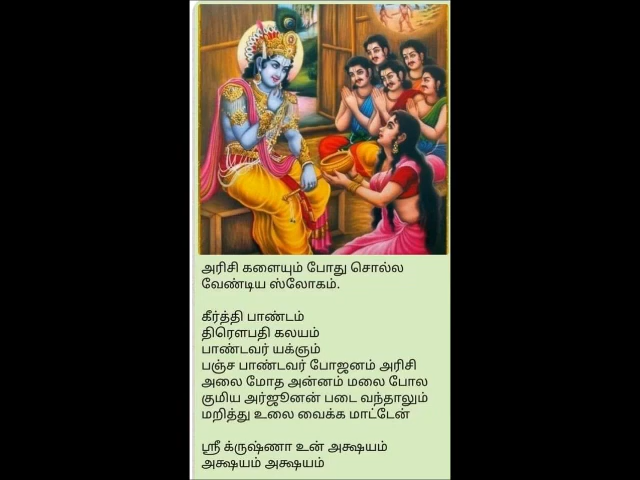 அரிசி களையும் போது சொல்ல
வேண்டிய ஸ்லோகம்.
கீர்த்தி பாண்டம்
திரௌபதி கலயம்
பாண்டவர் யக்ஞம்
பஞ்ச பாண்டவர் போஜனம் அரிசி
அலை மோத அன்னம் மலை போல
குமிய அர்ஜூனன் படை வந்தாலும்
மறித்து உலை வைக்க மாட்டேன்
ஸ்ரீ க்ருஷ்ணா உன் அக்ஷயம்
அக்ஷயம் அக்ஷயம்